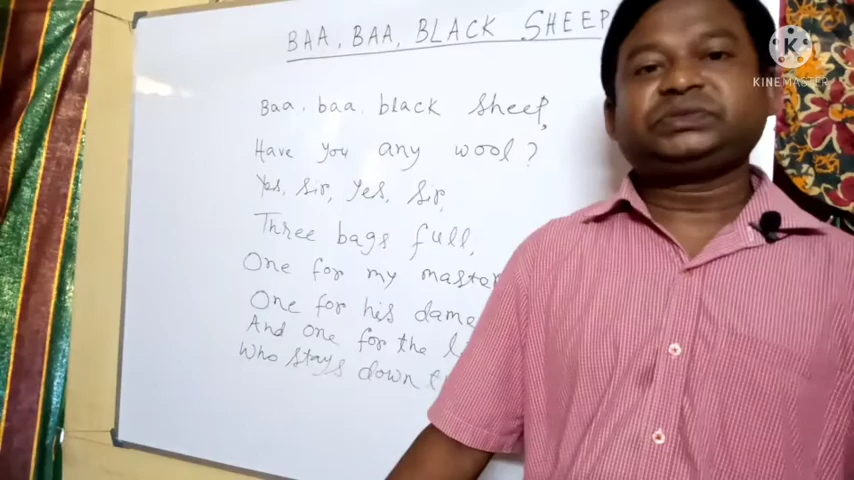 BAA, BAA, BLACK SHEEP
Baa, baa, black sheep,
Have you any wool?
Yes, sir, yes, sir,
Three bags full,
One for my master
One for his dame
And one for the
Who stays down
K
KINEMASTER